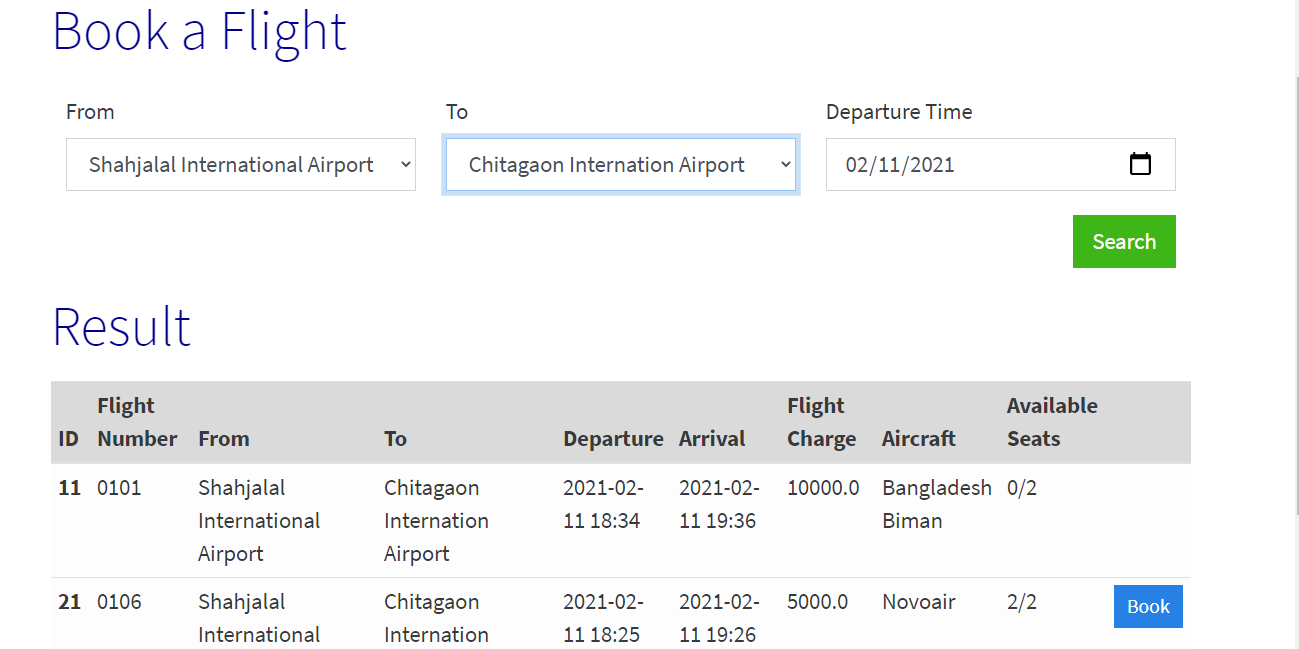 Book a Flight
From To Departure Time
Shahjalal International Airport Chitagaon Internation Airport 02/11/2021
Search
Result
Flight Flight Available
ID Number From To Departure Arrival Charge Aircraft Seats
11 0101 Shahjalal Chitagaon 2021-02- 2021-02- 10000.0 Bangladesh 0/2
International Internation 11 18:34 11 19:36 Biman
Airport Airport
21 0106 Shahjalal Chitagaon 2021-02- 2021-02- 5000.0 Novoair 2/2 Book
International Internation 11 18:25 11 19:26